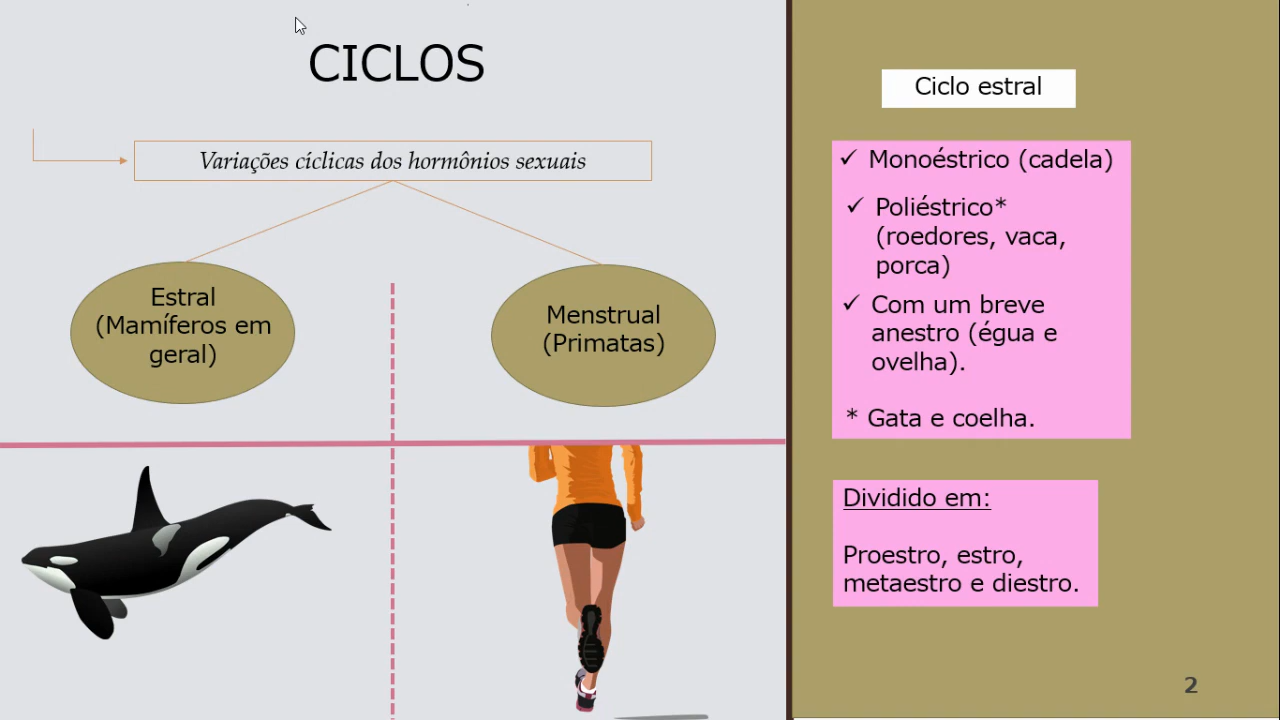 CICLOS
Variações cíclicas dos hormônios sexuais
Estral
(Mamíferos em
geral)
Menstrual
(Primatas)
Ciclo estral
✓ Monoéstrico (cadela)
✓ Poliéstrico*
(roedores, vaca,
porca)
✓ Com um breve
anestro (égua e
ovelha).
* Gata e coelha.
Dividido em:
Proestro, estro,
metaestro e diestro.
2